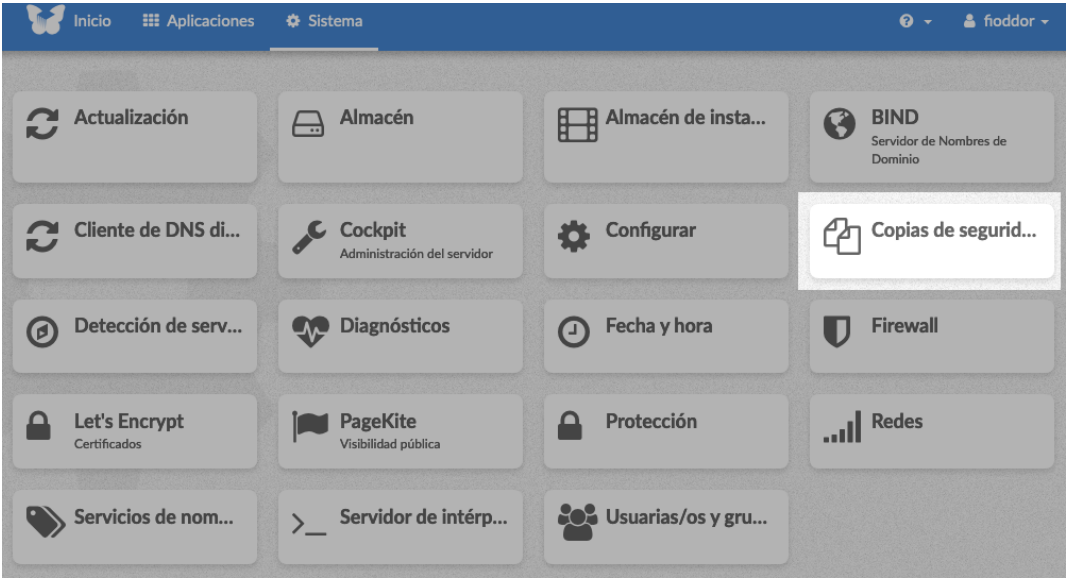 Inicio Aplicaciones Sistema fioddor
Actualización Almacén Almacén de insta... BIND
Servidor de Nombres de
Dominio
Cliente de DNS di... Cockpit Configurar Copias de segurid...
Administración del servidor
Detección de serv... Diagnósticos Fecha y hora Firewall
Let's Encrypt PageKite Protección Redes
Certificados Visibilidad pública
Servicios de nom... Servidor de intérp... Usuarias/os y gru...